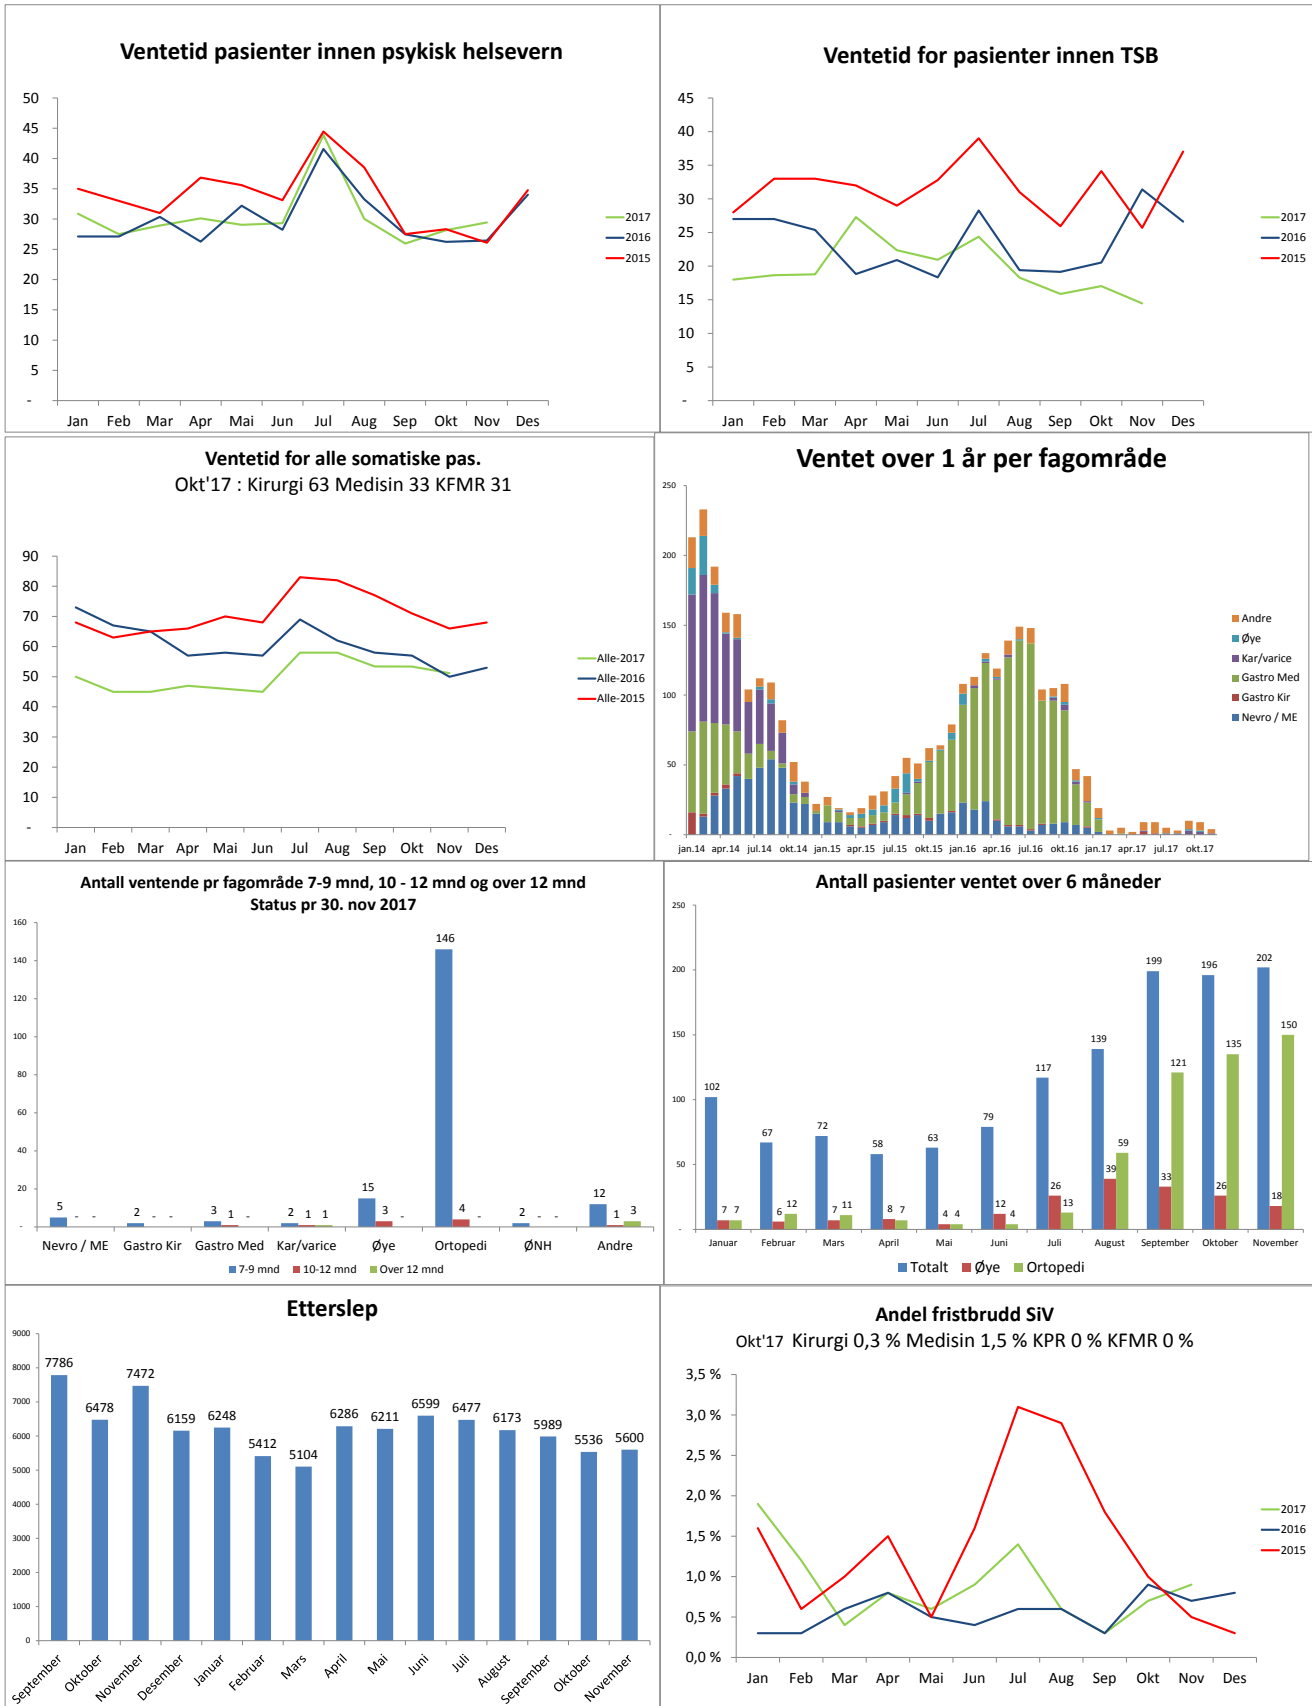 Ventetid pasienter innen psykisk helsevern
50
45
40
35
30
25
20
15
10
5
-
Jan Feb Mar Apr Mai Jun Jul Aug Sep Okt Nov Des
2017
2016
2015
Ventetid for pasienter innen TSB
45
40
35
30
25
20
15
10
5
-
Jan Feb Mar Apr Mai Jun Jul Aug Sep Okt Nov Des
2017
2016
2015
Ventetid for alle somatiske pas.
Okt'17 : Kirurgi 63 Medisin 33 KFMR 31
90
80
70
60
50
40
30
20
10
-
Jan Feb Mar Apr Mai Jun Jul Aug Sep Okt Nov Des
Alle-2017
Alle-2016
Alle-2015
Ventet over 1 år per fagområde
250
200
150
100
50
-
jan.14 apr.14 jul.14 okt.14 jan.15 apr.15 jul.15 okt.15 jan.16 apr.16 jul.16 okt.16 jan.17 apr.17 jul.17 okt.17
Andre
Øye
Kar/varice
Gastro Med
Gastro Kir
Nevro / ME
Antall ventende pr fagområde 7-9 mnd, 10 - 12 mnd og over 12 mnd
Status pr 30. nov 2017
160
140
120
100
80
60
40
20
-
5 - - 2 - - 3 1 - 2 1 1 15 3 - 146 4 - 2 - - 12 1 3
Nevro / ME Gastro Kir Gastro Med Kar/varice Øye Ortopedi ØNH Andre
7-9 mnd 10-12 mnd Over 12 mnd
Antall pasienter ventet over 6 måneder
250
200
150
100
50
-
102 7 7 67 6 12 72 7 11 58 8 7 63 4 4 79 12 4 117 26 13 139 39 59 199 33 121 196 26 135 202 18 150
Januar Februar Mars April Mai Juni Juli August September Oktober November
Totalt Øye Ortopedi
Etterslep
9000
8000
7000
6000
5000
4000
3000
2000
1000
0
7786 6478 7472 6159 6248 5412 5104 6286 6211 6599 6477 6173 5989 5536 5600
September Oktober November Desember Januar Februar Mars April Mai Juni Juli August September Oktober November
Andel fristbrudd SiV
Okt'17 Kirurgi 0,3 % Medisin 1,5 % KPR 0 % KFMR 0 %
3,5 %
3,0 %
2,5 %
2,0 %
1,5 %
1,0 %
0,5 %
0,0 %
Jan Feb Mar Apr Mai Jun Jul Aug Sep Okt Nov Des
2017
2016
2015